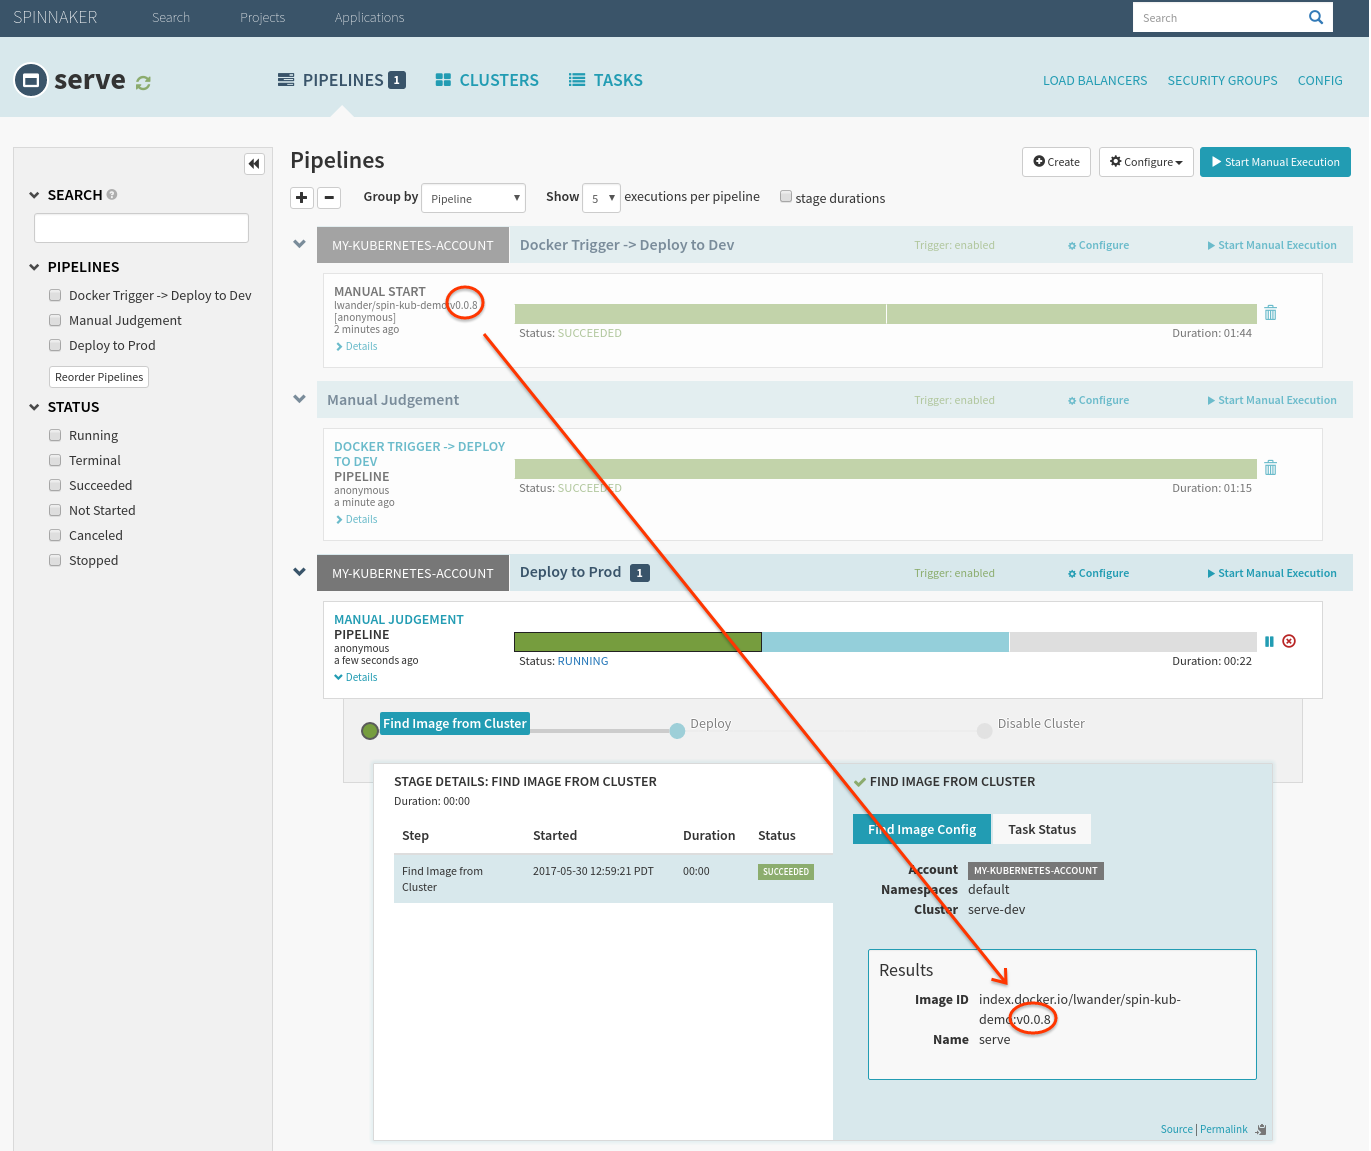 SPINNAKER Search Projects Applications Search
serve PIPELINES 1 CLUSTERS TASKS LOAD BALANCERS SECURITY GROUPS CONFIG
SEARCH ?
PIPELINES
Docker Trigger -> Deploy to Dev
Manual Judgement
Deploy to Prod
Reorder Pipelines
STATUS
Running
Terminal
Succeeded
Not Started
Canceled
Stopped
Pipelines Create Configure Start Manual Execution
Group by Pipeline Show 5 executions per pipeline stage durations
MY-KUBERNETES-ACCOUNT Docker Trigger -> Deploy to Dev Trigger: enabled Configure Start Manual Execution
MANUAL START
lwander/spin-kub-demo:v0.0.8
[anonymous]
2 minutes ago
Details
Status: SUCCEEDED Duration: 01:44
Manual Judgement Trigger: enabled Configure Start Manual Execution
DOCKER TRIGGER -> DEPLOY
TO DEV
PIPELINE
anonymous
a minute ago
Details
Status: SUCCEEDED Duration: 01:15
MY-KUBERNETES-ACCOUNT Deploy to Prod 1 Trigger: enabled Configure Start Manual Execution
MANUAL JUDGEMENT
PIPELINE
anonymous
a few seconds ago
Details
Status: RUNNING Duration: 00:22
Find Image from Cluster Deploy Disable Cluster
STAGE DETAILS: FIND IMAGE FROM CLUSTER
Duration: 00:00
Step Started Duration Status
Find Image from
Cluster
2017-05-30 12:59:21 PDT 00:00 SUCCEEDED
FIND IMAGE FROM CLUSTER
Find Image Config Task Status
Account MY-KUBERNETES-ACCOUNT
Namespaces default
Cluster serve-dev
Results
Image ID index.docker.io/lwander/spin-kub-
demo:v0.0.8
Name serve
Source | Permalink